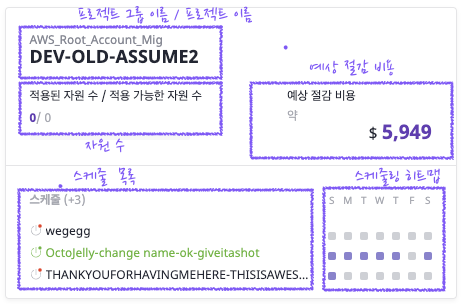 프로젝트 그룹 이름 / 프로젝트 이름
AWS_Root_Account_Mig
DEV-OLD-ASSUME2
적용된 자원 수 / 적용 가능한 자원 수
0/ 0
자원 수
예상 절감 비용
예상 절감 비용
약
$ 5,949
스케줄 목록
스케줄 (+3)
wegegg
OctoJelly-change name-ok-giveitashot
THANKYOUFORHAVINGMEHERE-THISISAWES...
스케줄링 히트맵
S M T W T F S